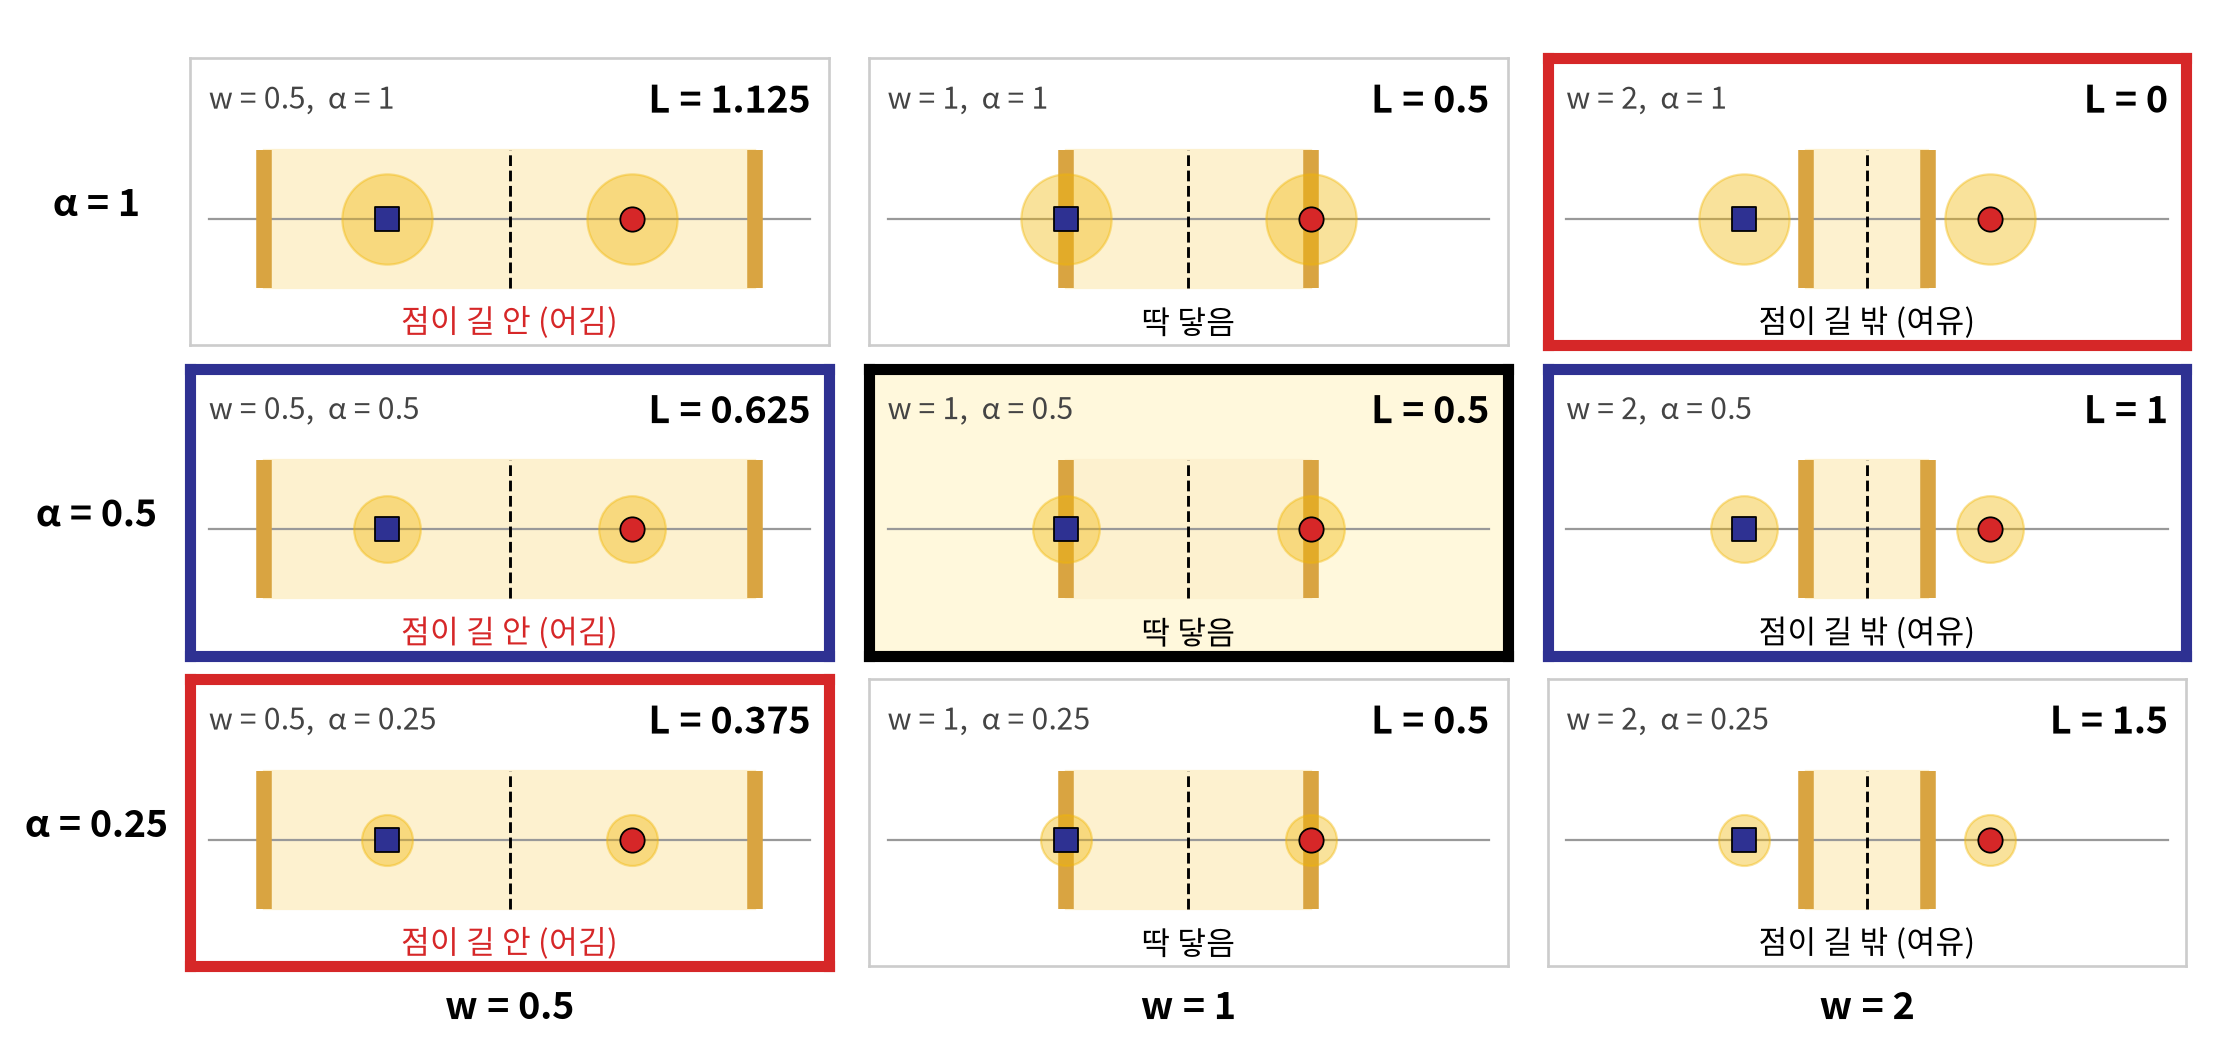 w = 0.5, α = 1
L = 1.125
w = 1, α = 1
L = 0.5
w = 2, α = 1
L = 0
α = 1
점이 길 안 (어김)
딱 닿음
점이 길 밖 (여유)
w = 0.5, α = 0.5
L = 0.625
w = 1, α = 0.5
L = 0.5
w = 2, α = 0.5
L = 1
α = 0.5
점이 길 안 (어김)
딱 닿음
점이 길 밖 (여유)
w = 0.5, α = 0.25
L = 0.375
w = 1, α = 0.25
L = 0.5
w = 2, α = 0.25
L = 1.5
α = 0.25
점이 길 안 (어김)
딱 닿음
점이 길 밖 (여유)
w = 0.5
w = 1
w = 2